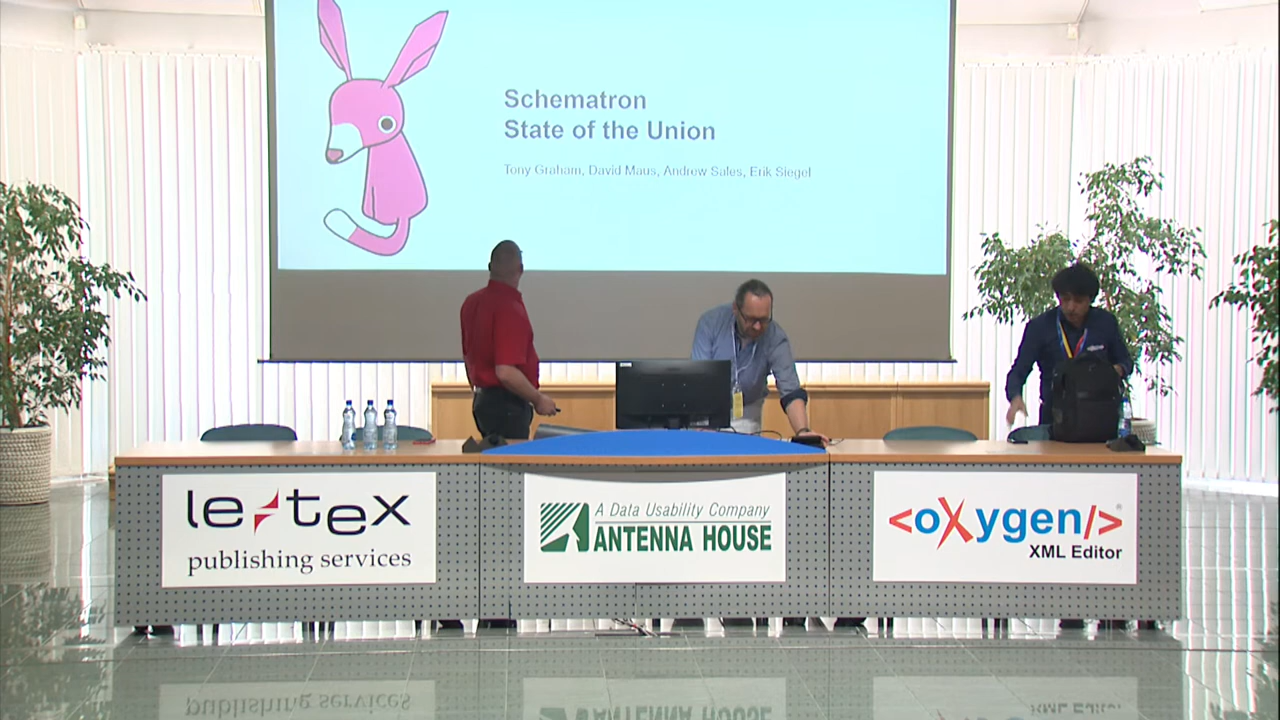 Schematron
State of the Union
Tony Graham, David Maus, Andrew Sales, Erik Siegel
le-tex
publishing services
A Data Usability Company
ANTENNA HOUSE
<oXygen/>®
XML Editor